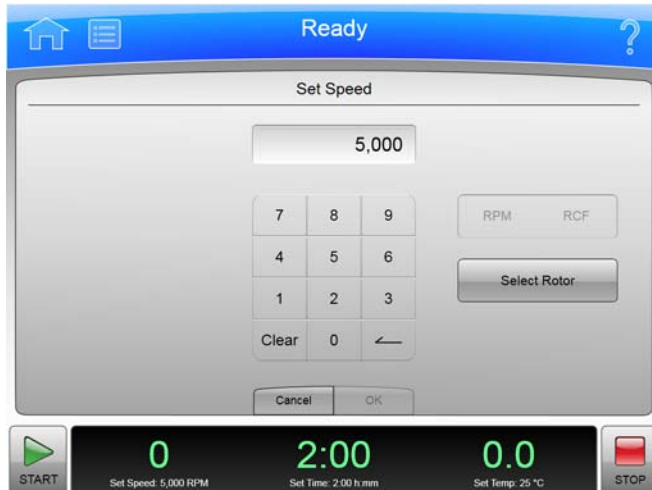 Ready
?
Set Speed
5,000
7 8 9
RPM RCF
4 5 6
Select Rotor
1 2 3
Clear 0
Cancel OK
0 2:00 0.0
START Set Speed: 5,000 RPM Set Time: 2:00 h:mm Set Temp: 25 °C STOP